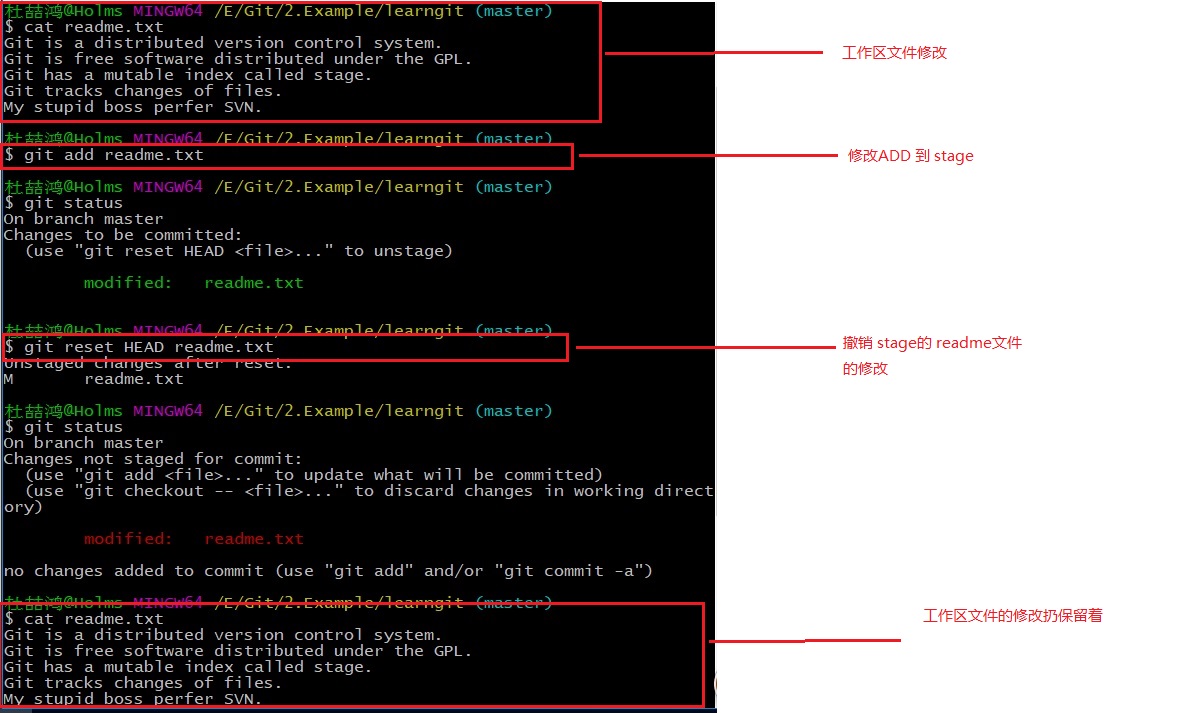 杜喆鸿@Holms MINGW64 /E/Git/2.Example/learngit (master)
$ cat readme.txt
Git is a distributed version control system.
Git is free software distributed under the GPL.
Git has a mutable index called stage.
Git tracks changes of files.
My stupid boss perfer SVN.
工作区文件修改
杜喆鸿@Holms MINGW64 /E/Git/2.Example/learngit (master)
$ git add readme.txt
修改ADD 到 stage
杜喆鸿@Holms MINGW64 /E/Git/2.Example/learngit (master)
$ git status
On branch master
Changes to be committed:
  (use "git reset HEAD <file>..." to unstage)
        modified:   readme.txt
杜喆鸿@Holms MINGW64 /E/Git/2.Example/learngit (master)
$ git reset HEAD readme.txt
Unstaged changes after reset:
M       readme.txt
撤销 stage的 readme文件
的修改
杜喆鸿@Holms MINGW64 /E/Git/2.Example/learngit (master)
$ git status
On branch master
Changes not staged for commit:
  (use "git add <file>..." to update what will be committed)
  (use "git checkout -- <file>..." to discard changes in working direct
ory)
        modified:   readme.txt
no changes added to commit (use "git add" and/or "git commit -a")
杜喆鸿@Holms MINGW64 /E/Git/2.Example/learngit (master)
$ cat readme.txt
Git is a distributed version control system.
Git is free software distributed under the GPL.
Git has a mutable index called stage.
Git tracks changes of files.
My stupid boss perfer SVN.
工作区文件的修改扔保留着